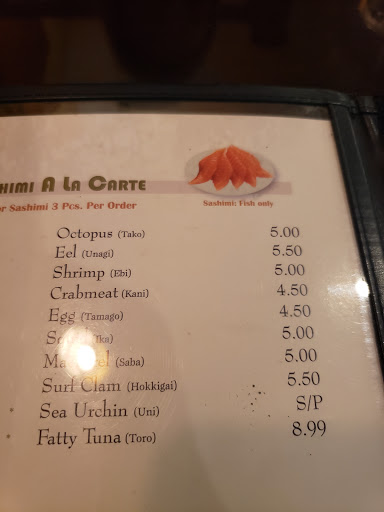 HIMI A LA CARTE
r Sashimi 3 Pcs. Per Order
Sashimi: Fish only
Octopus (Tako) 5.00
Eel (Unagi) 5.50
Shrimp (Ebi) 5.00
Crabmeat (Kani) 4.50
Egg (Tamago) 4.50
5.00
(Saba) 5.00
Surf Clam (Hokkigai) 5.50
Sea Urchin (Uni) S/P
Fatty Tuna (Toro) 8.99